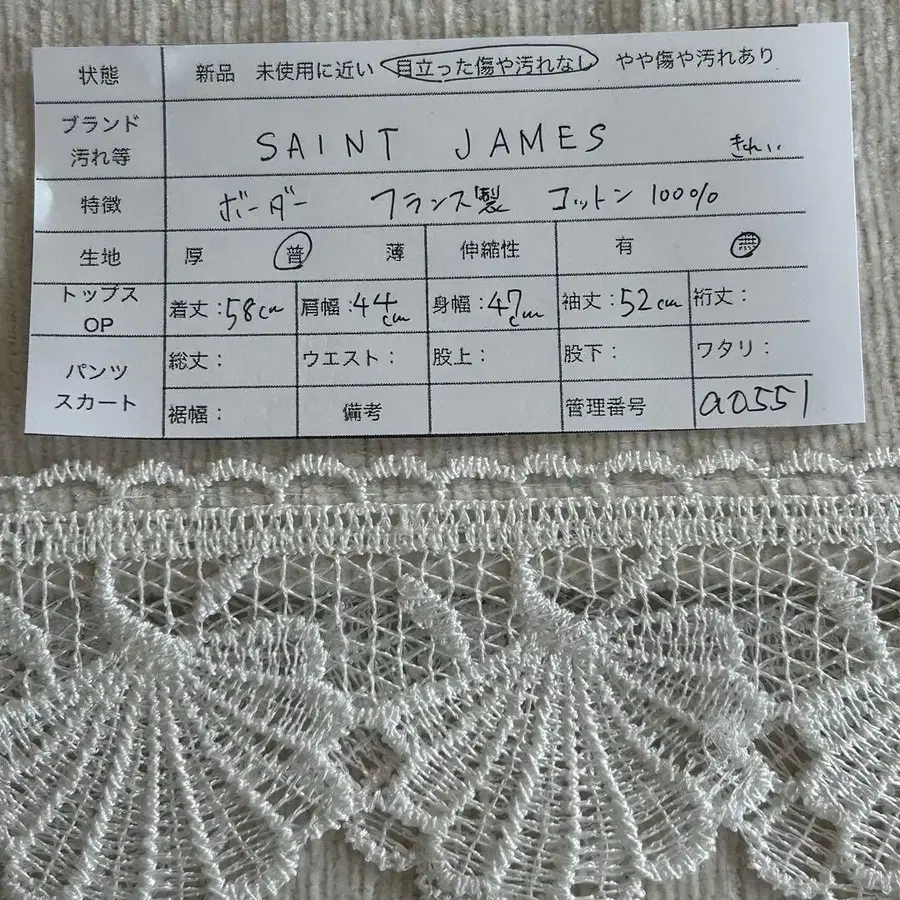 状態 新品 未使用に近い 目立った傷や汚れなし やや傷や汚れあり
ブランド
汚れ等 SAINT JAMES きれい
特徴 ボーダー フランス製 コットン 100%
生地 厚 普 薄 伸縮性 有 無
トップス
OP 着丈:58cm 肩幅:44cm 身幅:47cm 袖丈:52cm 裄丈:
パンツ
スカート 総丈: ウエスト: 股上: 股下: ワタリ:
裾幅: 備考 管理番号 a0551